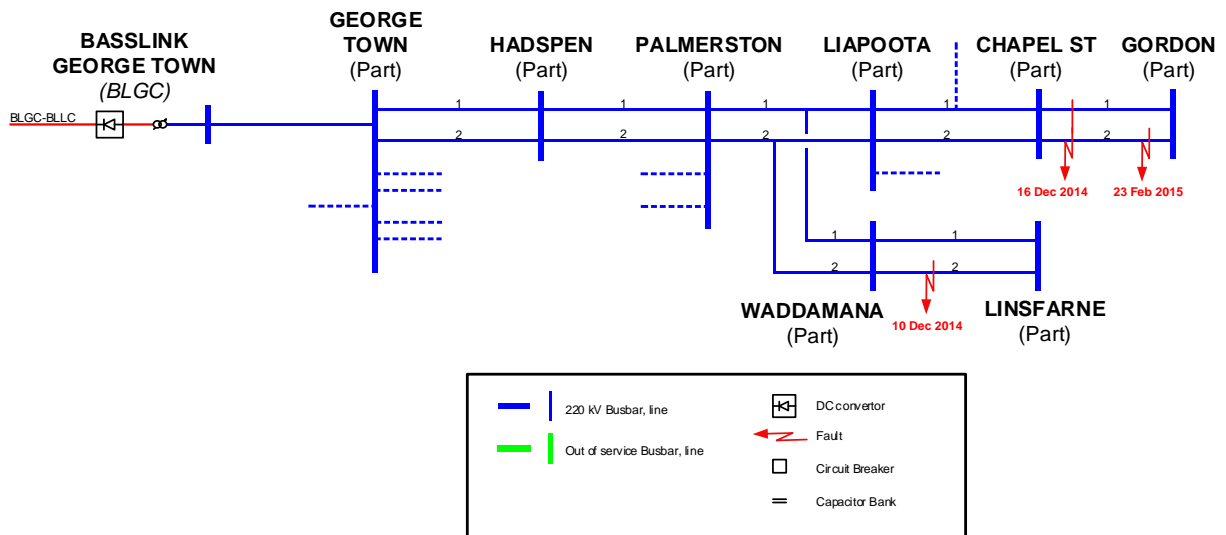 GEORGE
TOWN
(Part)
BASSLINK
GEORGE TOWN
(BLGC)
HADSPEN
(Part)
PALMERSTON
(Part)
LIAPOOTA
(Part)
CHAPEL ST
(Part)
GORDON
(Part)
BLGC-BLLC
1
1
1
1
1
2
2
2
2
2
16 Dec 2014
23 Feb 2015
1
1
2
2
WADDAMANA
(Part)
10 Dec 2014
LINSFARNE
(Part)
220 kV Busbar, line
Out of service Busbar, line
DC convertor
Fault
Circuit Breaker
Capacitor Bank